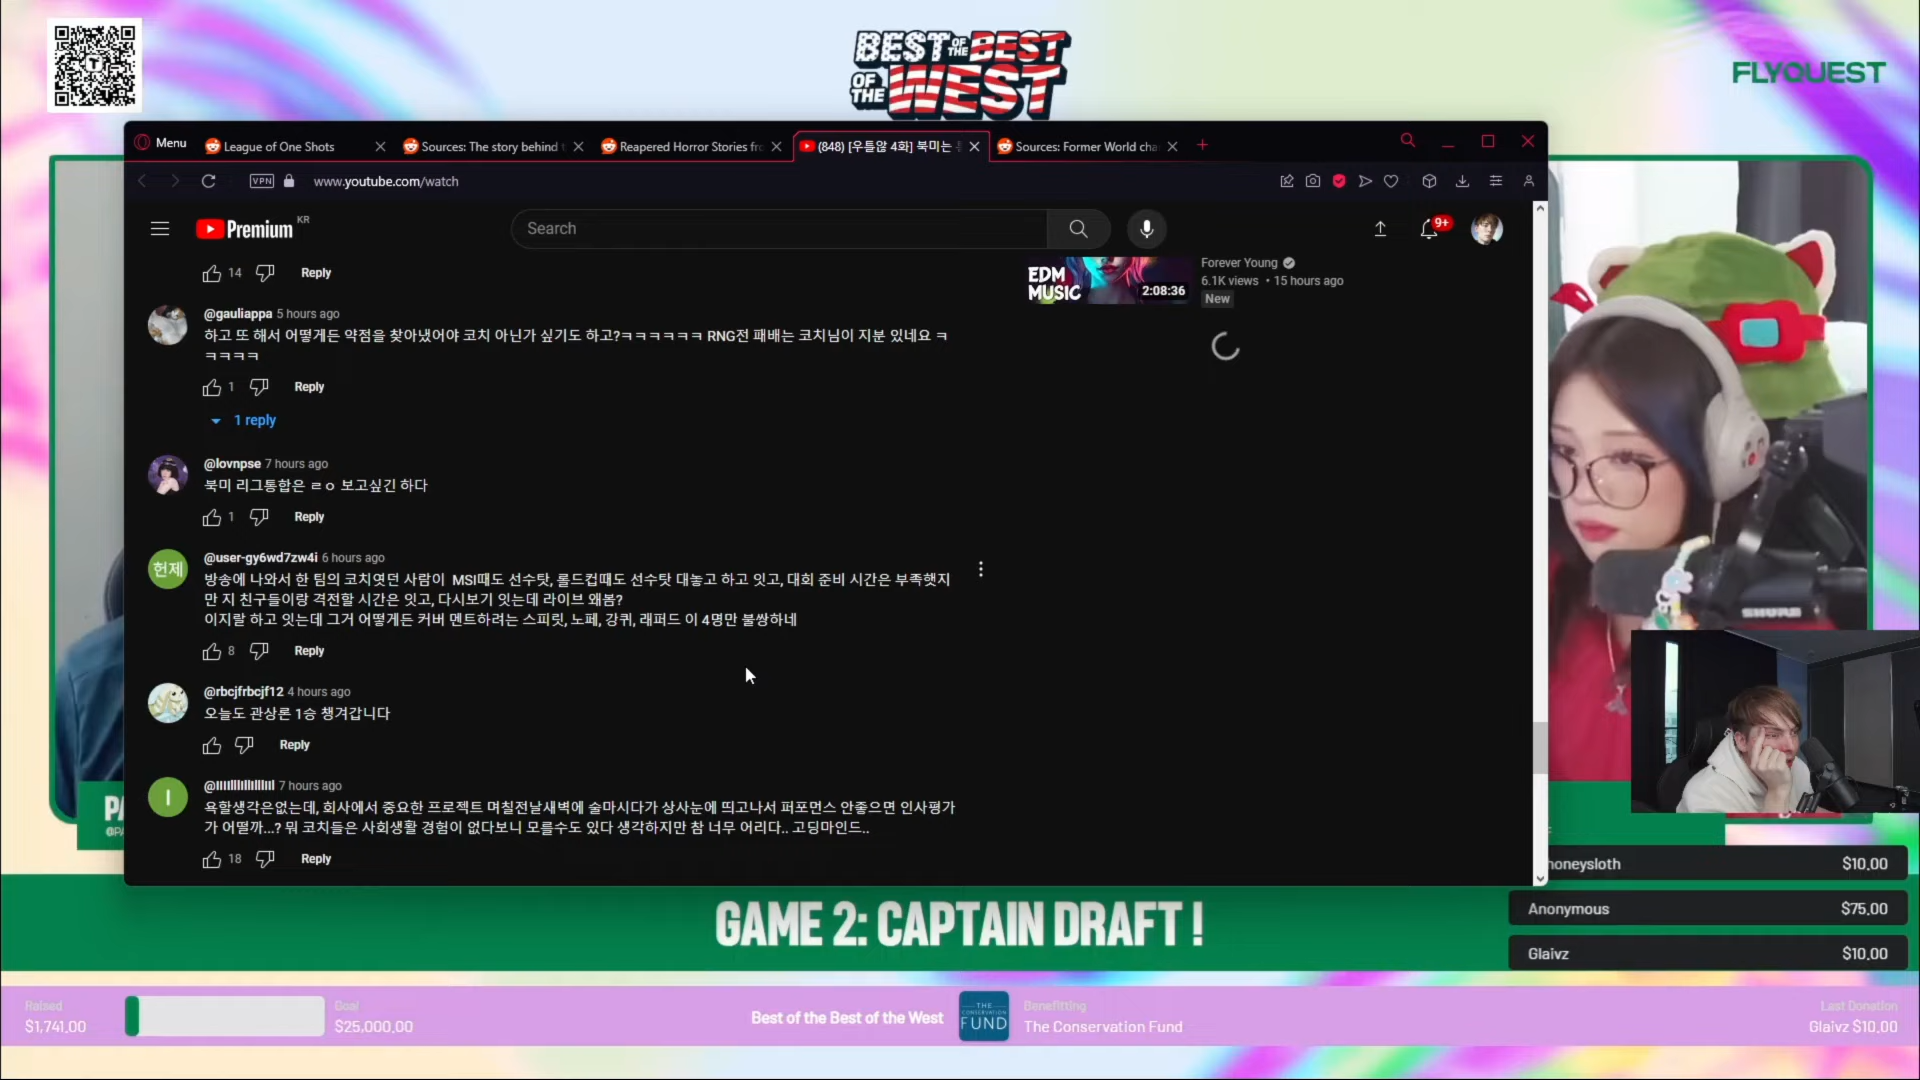 BEST OF THE BEST
OF THE WEST
FLYQUEST
Menu
League of One Shots
Sources: The story behind
Reapered Horror Stories fr
(848) [우틀않 4화] 북미는
Sources: Former World cha
VPN
www.youtube.com/watch
Premium
KR
Search
9+
14
Reply
EDM
MUSIC
2:08:36
Forever Young
6.1K views • 15 hours ago
New
@gauliappa 5 hours ago
하고 또 해서 어떻게든 약점을 찾아냈어야 코치 아닌가 싶기도 하고?ㅋㅋㅋㅋㅋㅋ RNG전 패배는 코치님이 지분 있네요 ㅋ
ㅋㅋㅋㅋ
1
Reply
1 reply
@lovnpse 7 hours ago
북미 리그통합은 ㄹㅇ 보고싶긴 하다
1
Reply
헌제
@user-gy6wd7zw4i 6 hours ago
방송에 나와서 한 팀의 코치엿던 사람이 MSI때도 선수탓, 롤드컵때도 선수탓 대놓고 하고 잇고, 대회 준비 시간은 부족햇지
만 지 친구들이랑 격전할 시간은 잇고, 다시보기 잇는데 라이브 왜봄?
이지랄 하고 잇는데 그거 어떻게든 커버 멘트하려는 스피릿, 노페, 강퀴, 래퍼드 이 4명만 불쌍하네
8
Reply
@rbcjfrbcjf12 4 hours ago
오늘도 관상론 1승 챙겨갑니다
Reply
7 hours ago
욕할생각은없는데, 회사에서 중요한 프로젝트 며칠전날새벽에 술마시다가 상사눈에 띄고나서 퍼포먼스 안좋으면 인사평가
가 어떨까...? 뭐 코치들은 사회생활 경험이 없다보니 모를수도 있다 생각하지만 참 너무 어리다.. 고딩마인드..
18
Reply
SHURE
honeysloth $10.00
Anonymous $75.00
Glaivz $10.00
GAME 2: CAPTAIN DRAFT !
Raised
$1,741.00
Goal
$25,000.00
Best of the Best of the West
THE
CONSERVATION
FUND
Benefitting
The Conservation Fund
Last Donation
Glaivz $10.00